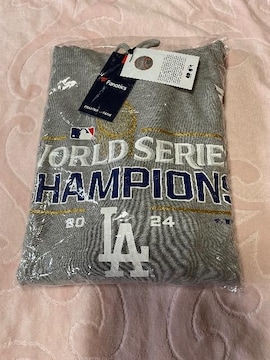 Fanatics
WORLD SERIES
CHAMPIONS
20 24
LA